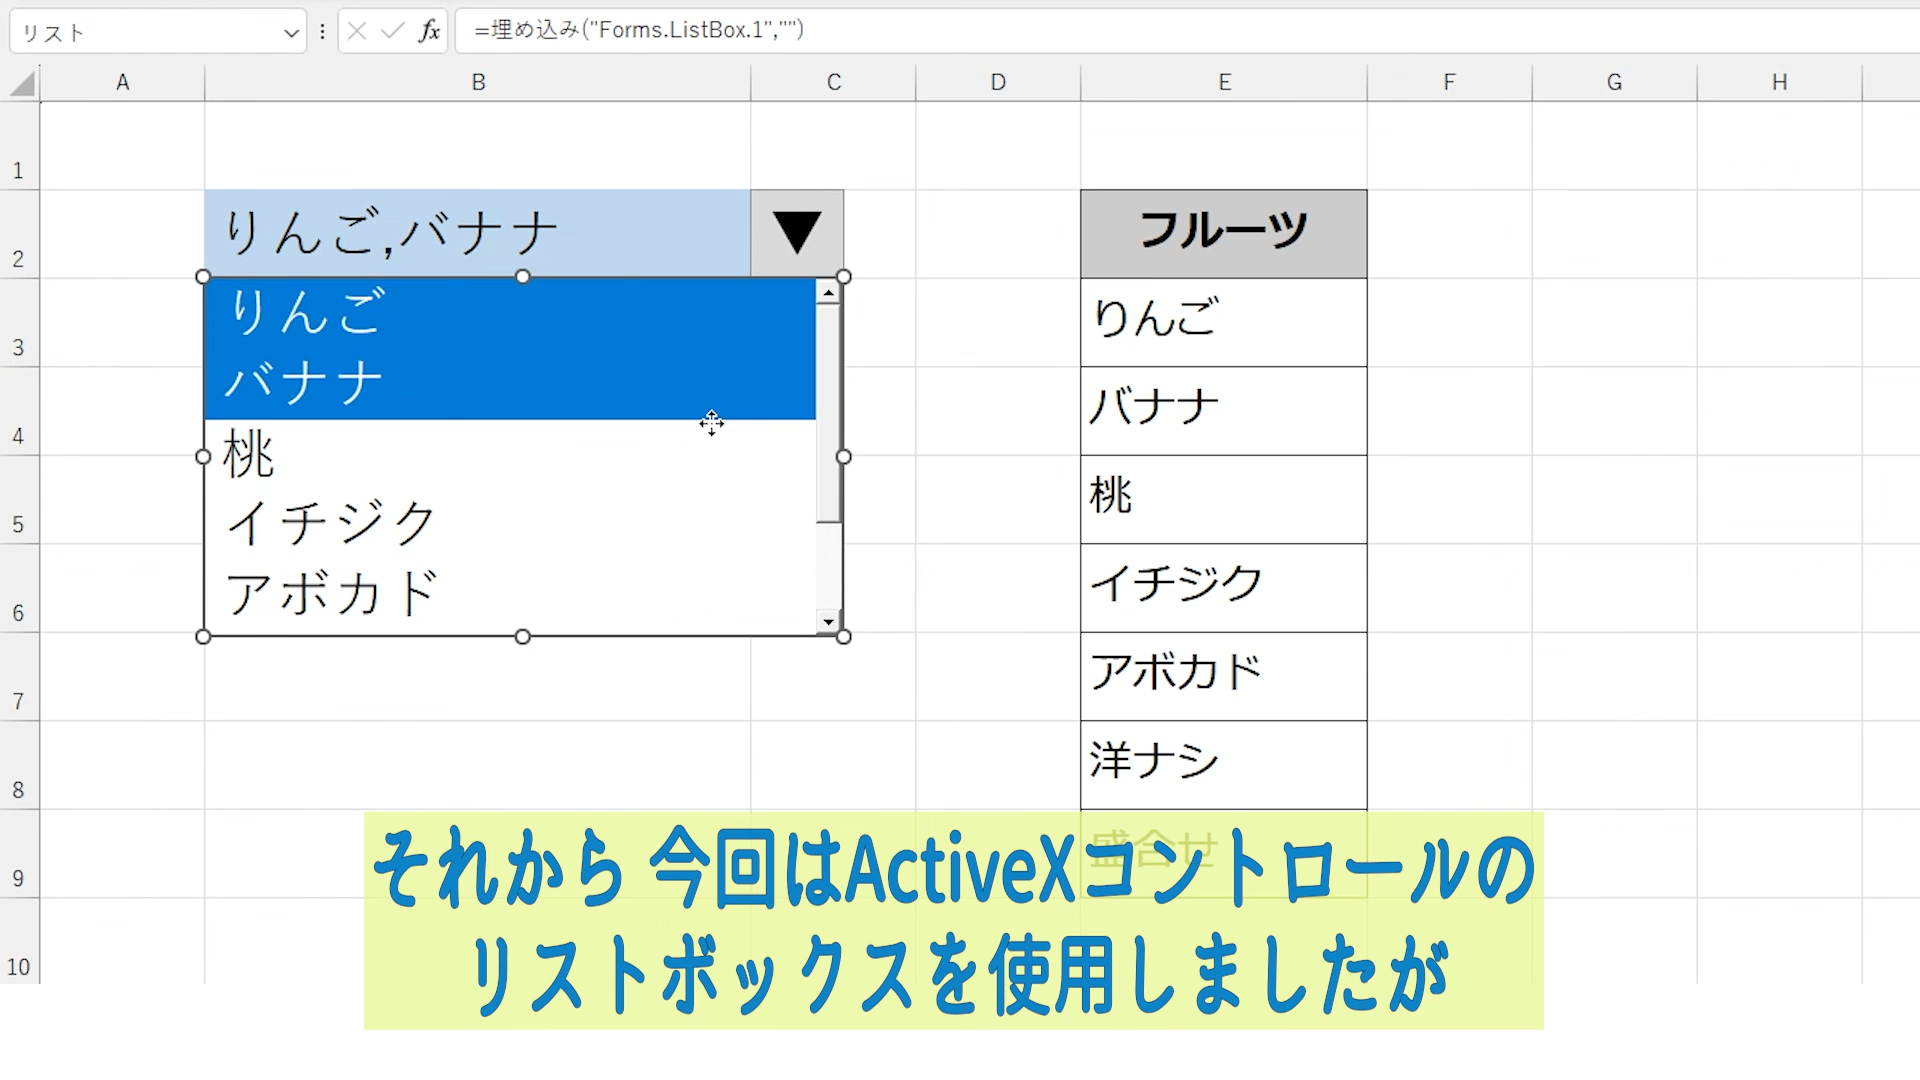 リスト
fx
=埋め込み("Forms.ListBox.1","")
A B C D E F G H
1
2
3
4
5
6
7
8
9
10
りんご,バナナ ▼
りんご
バナナ
桃
イチジク
アボカド
フルーツ
りんご
バナナ
桃
イチジク
アボカド
洋ナシ
盛合せ
それから 今回はActiveXコントロールの
リストボックスを使用しましたが